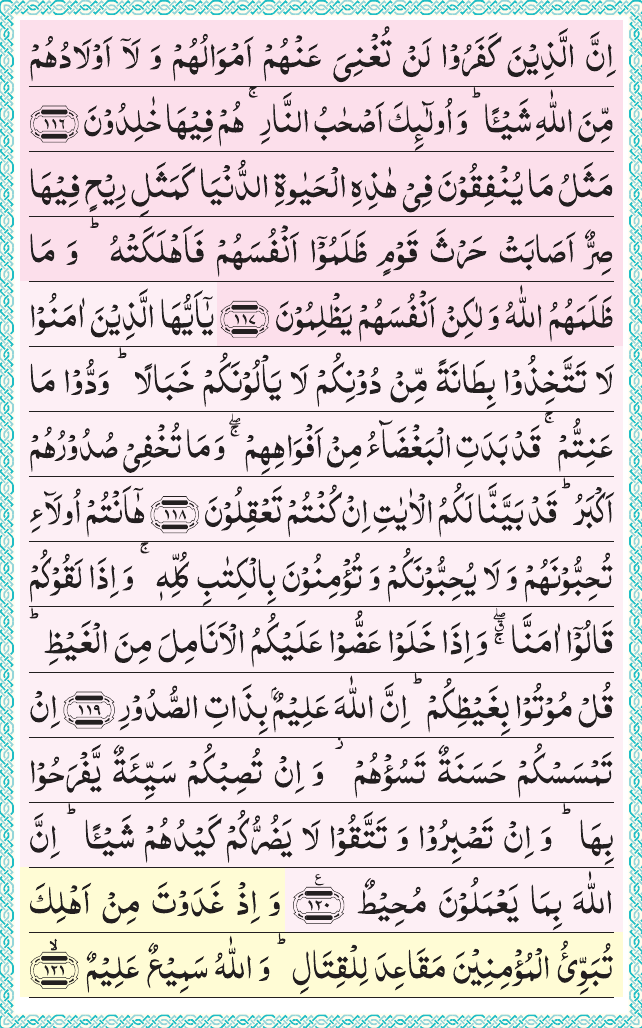 اِنَّ الَّذِيْنَ كَفَرُوْا لَنْ تُغْنِىَ عَنْهُمْ اَمْوَالُهُمْ وَ لَاۤ اَوْلَادُهُمْ
مِّنَ اللّٰهِ شَيْـًٔاؕ وَ اُولٰٓئِكَ اَصْحٰبُ النَّارِۚ هُمْ فِيْهَا خٰلِدُوْنَ ﴿۱۱۶﴾
مَثَلُ مَا يُنْفِقُوْنَ فِىْ هٰذِهِ الْحَيٰوةِ الدُّنْيَا كَمَثَلِ رِيْحٍ فِيْهَا
صِرٌّ اَصَابَتْ حَرْثَ قَوْمٍ ظَلَمُوْۤا اَنْفُسَهُمْ فَاَهْلَكَتْهُؕ وَ مَا
ظَلَمَهُمُ اللّٰهُ وَ لٰكِنْ اَنْفُسَهُمْ يَظْلِمُوْنَ ﴿۱۱۷﴾ يٰۤاَيُّهَا الَّذِيْنَ اٰمَنُوْا
لَا تَتَّخِذُوْا بِطَانَةً مِّنْ دُوْنِكُمْ لَا يَاْلُوْنَكُمْ خَبَالًاؕ وَدُّوْا مَا
عَنِتُّمْۚ قَدْ بَدَتِ الْبَغْضَآءُ مِنْ اَفْوَاهِهِمْۖۚ وَ مَا تُخْفِىْ صُدُوْرُهُمْ
اَكْبَرُؕ قَدْ بَيَّنَّا لَكُمُ الْاٰيٰتِ اِنْ كُنْتُمْ تَعْقِلُوْنَ ﴿۱۱۸﴾ هٰۤاَنْتُمْ اُولَآءِ
تُحِبُّوْنَهُمْ وَ لَا يُحِبُّوْنَكُمْ وَ تُؤْمِنُوْنَ بِالْكِتٰبِ كُلِّهٖۚ وَ اِذَا لَقُوْكُمْ
قَالُوْۤا اٰمَنَّاۖۗۚ وَ اِذَا خَلَوْا عَضُّوْا عَلَيْكُمُ الْاَنَامِلَ مِنَ الْغَيْظِؕ
قُلْ مُوْتُوْا بِغَيْظِكُمْؕ اِنَّ اللّٰهَ عَلِيْمٌۢ بِذَاتِ الصُّدُوْرِ ﴿۱۱۹﴾ اِنْ
تَمْسَسْكُمْ حَسَنَةٌ تَسُؤْهُمْؗ وَ اِنْ تُصِبْكُمْ سَيِّئَةٌ يَّفْرَحُوْا
بِهَاؕ وَ اِنْ تَصْبِرُوْا وَ تَتَّقُوْا لَا يَضُرُّكُمْ كَيْدُهُمْ شَيْـًٔاؕ اِنَّ
اللّٰهَ بِمَا يَعْمَلُوْنَ مُحِيْطٌ ﴿۱۲۰﴾ع وَ اِذْ غَدَوْتَ مِنْ اَهْلِكَ
تُبَوِّئُ الْمُؤْمِنِيْنَ مَقَاعِدَ لِلْقِتَالِؕ وَ اللّٰهُ سَمِيْعٌ عَلِيْمٌۙ ﴿۱۲۱﴾